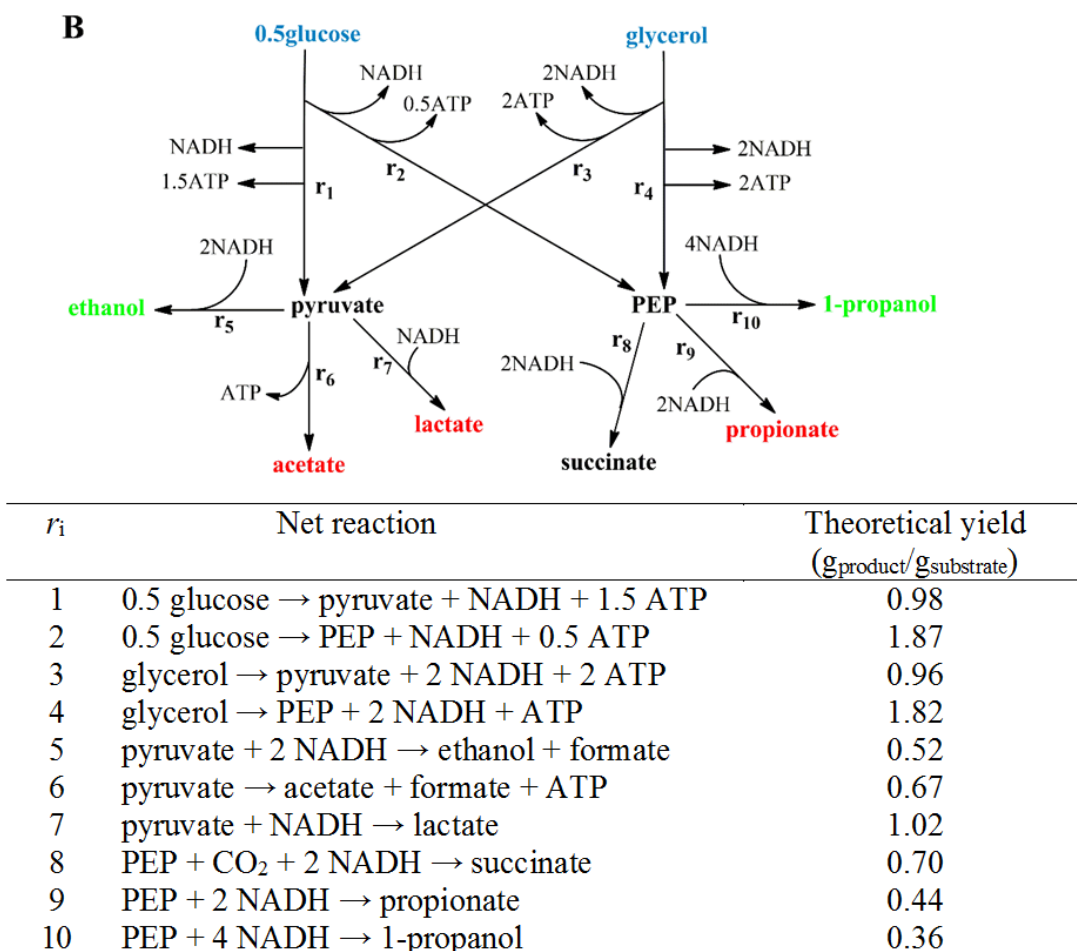 B
0.5glucose
glycerol
NADH
2NADH
0.5ATP
2ATP
NADH
2NADH
r2
r3
1.5ATP
r1
r4
2ATP
2NADH
4NADH
ethanol
pyruvate
PEP
1-propanol
r5
r10
NADH
r8
r9
r7
2NADH
r6
ATP
2NADH
lactate
propionate
acetate
succinate
ri Net reaction Theoretical yield
(gproduct/gsubstrate)
1 0.5 glucose → pyruvate + NADH + 1.5 ATP 0.98
2 0.5 glucose → PEP + NADH + 0.5 ATP 1.87
3 glycerol → pyruvate + 2 NADH + 2 ATP 0.96
4 glycerol → PEP + 2 NADH + ATP 1.82
5 pyruvate + 2 NADH → ethanol + formate 0.52
6 pyruvate → acetate + formate + ATP 0.67
7 pyruvate + NADH → lactate 1.02
8 PEP + CO2 + 2 NADH → succinate 0.70
9 PEP + 2 NADH → propionate 0.44
10 PEP + 4 NADH → 1-propanol 0.36